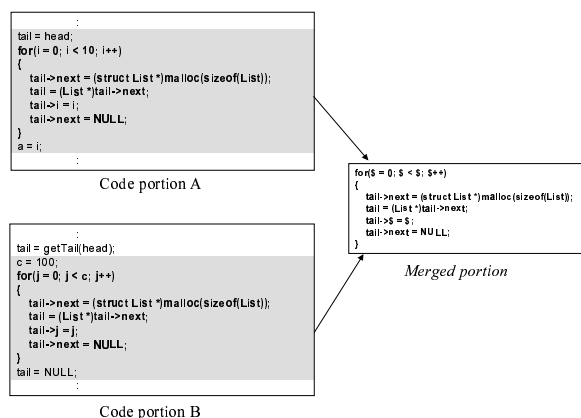 :
tail = head;
for(i = 0; i < 10; i++)
{
tail->next = (struct List *)malloc(sizeof(List));
tail = (List *)tail->next;
tail->i = i;
tail->next = NULL;
}
a = i;
:
Code portion A
:
tail = getTail(head);
c = 100;
for(j = 0; j < c; j++)
{
tail->next = (struct List *)malloc(sizeof(List));
tail = (List *)tail->next;
tail->j = j;
tail->next = NULL;
}
tail = NULL;
:
Code portion B
for($ = 0; $ < $; $++)
{
tail->next = (struct List *)malloc(sizeof(List));
tail = (List *)tail->next;
tail->$ = $;
tail->next = NULL;
}
Merged portion